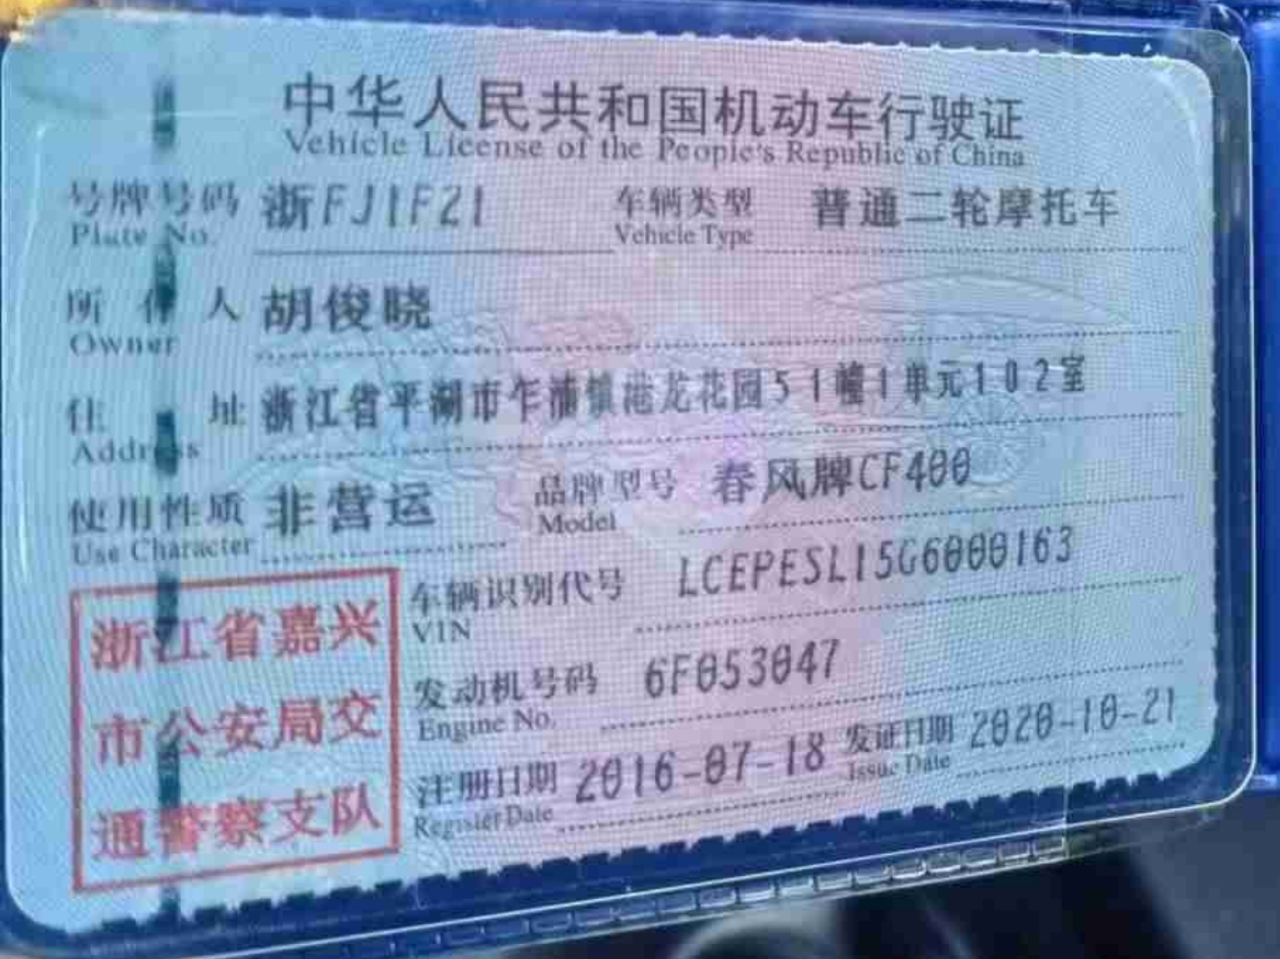 中华人民共和国机动车行驶证
Vehicle License of the People's Republic of China
号牌号码 浙FJ1F21 车辆类型 普通二轮摩托车
Plate No. Vehicle Type
所有人 胡俊晓
Owner
住址 浙江省平湖市乍浦镇港龙花园51幢1单元102室
Address
使用性质 非营运 品牌型号 春风牌CF400
Use Character Model
车辆识别代号 LCEPESL15G6000163
VIN
发动机号码 6F053047
Engine No.
注册日期 2016-07-18 发证日期 2020-10-21
Register Date Issue Date
浙江省嘉兴
市公安局交
通警察支队